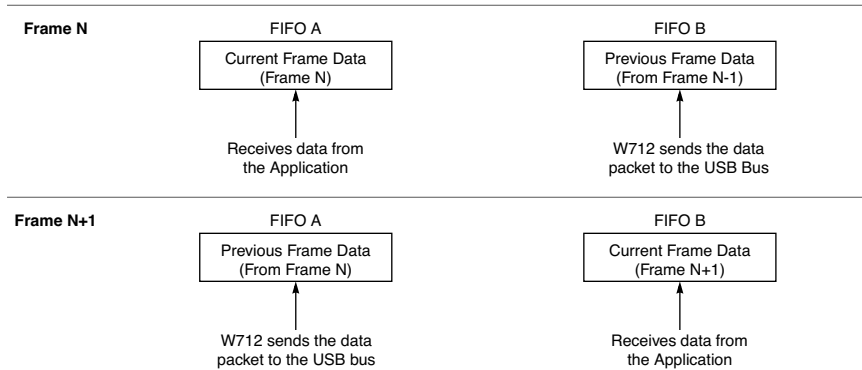 Frame N
FIFO A
FIFO B
Current Frame Data
(Frame N)
Previous Frame Data
(From Frame N-1)
Receives data from
the Application
W712 sends the data
packet to the USB Bus
Frame N+1
FIFO A
FIFO B
Previous Frame Data
(From Frame N)
Current Frame Data
(Frame N+1)
W712 sends the data
packet to the USB bus
Receives data from
the Application